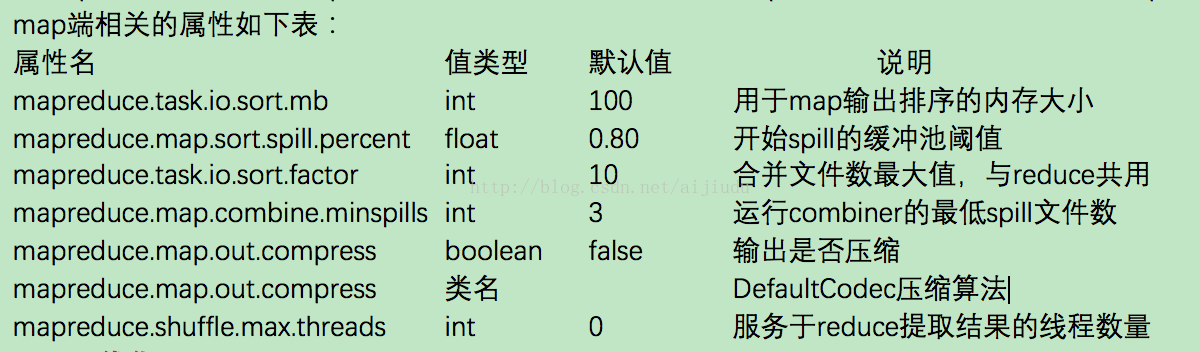 map端相关的属性如下表：
属性名 值类型 默认值 说明
mapreduce.task.io.sort.mb int 100 用于map输出排序的内存大小
mapreduce.map.sort.spill.percent float 0.80 开始spill的缓冲池阈值
mapreduce.task.io.sort.factor int 10 合并文件数最大值，与reduce共用
http://blog.csdn.net/aijiudu
mapreduce.map.combine.minspills int 3 运行combiner的最低spill文件数
mapreduce.map.out.compress boolean false 输出是否压缩
mapreduce.map.out.compress 类名 DefaultCodec压缩算法
mapreduce.shuffle.max.threads int 0 服务于reduce提取结果的线程数量